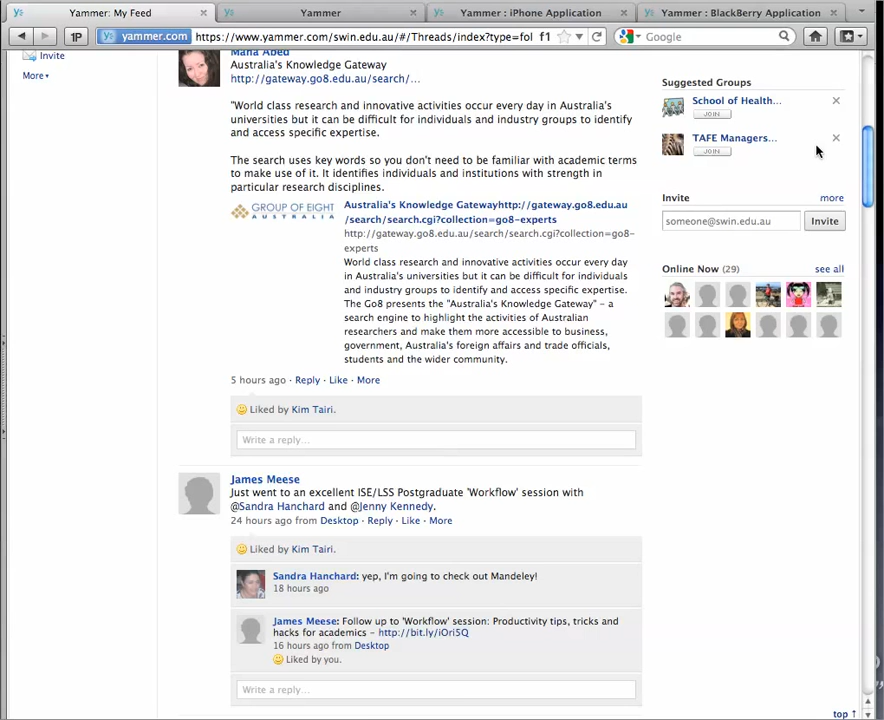 Yammer: My Feed
Yammer
Yammer : iPhone Application
Yammer : BlackBerry Application
1P
yammer.com
https://www.yammer.com/swin.edu.au/#/Threads/index?type=fol
f1
Google
Invite
More
Maha Abed
Australia's Knowledge Gateway
http://gateway.go8.edu.au/search/...
"World class research and innovative activities occur every day in Australia's
universities but it can be difficult for individuals and industry groups to identify
and access specific expertise.
The search uses key words so you don't need to be familiar with academic terms
to make use of it. It identifies individuals and institutions with strength in
particular research disciplines.
GROUP OF EIGHT
AUSTRALIA
Australia's Knowledge Gatewayhttp://gateway.go8.edu.au
/search/search.cgi?collection=go8-experts
http://gateway.go8.edu.au/search/search.cgi?collection=go8-
experts
World class research and innovative activities occur every day
in Australia's universities but it can be difficult for individuals
and industry groups to identify and access specific expertise.
The Go8 presents the "Australia's Knowledge Gateway" - a
search engine to highlight the activities of Australian
researchers and make them more accessible to business,
government, Australia's foreign affairs and trade officials,
students and the wider community.
5 hours ago · Reply · Like · More
Liked by Kim Tairi.
Write a reply...
James Meese
Just went to an excellent ISE/LSS Postgraduate 'Workflow' session with
@Sandra Hanchard and @Jenny Kennedy.
24 hours ago from Desktop · Reply · Like · More
Liked by Kim Tairi.
Sandra Hanchard: yep, I'm going to check out Mandeley!
18 hours ago
James Meese: Follow up to 'Workflow' session: Productivity tips, tricks and
hacks for academics - http://bit.ly/iOri5Q
16 hours ago from Desktop
Liked by you.
Write a reply...
Suggested Groups
School of Health...
JOIN
TAFE Managers...
JOIN
Invite
more
someone@swin.edu.au
Invite
Online Now (29)
see all
top ↑